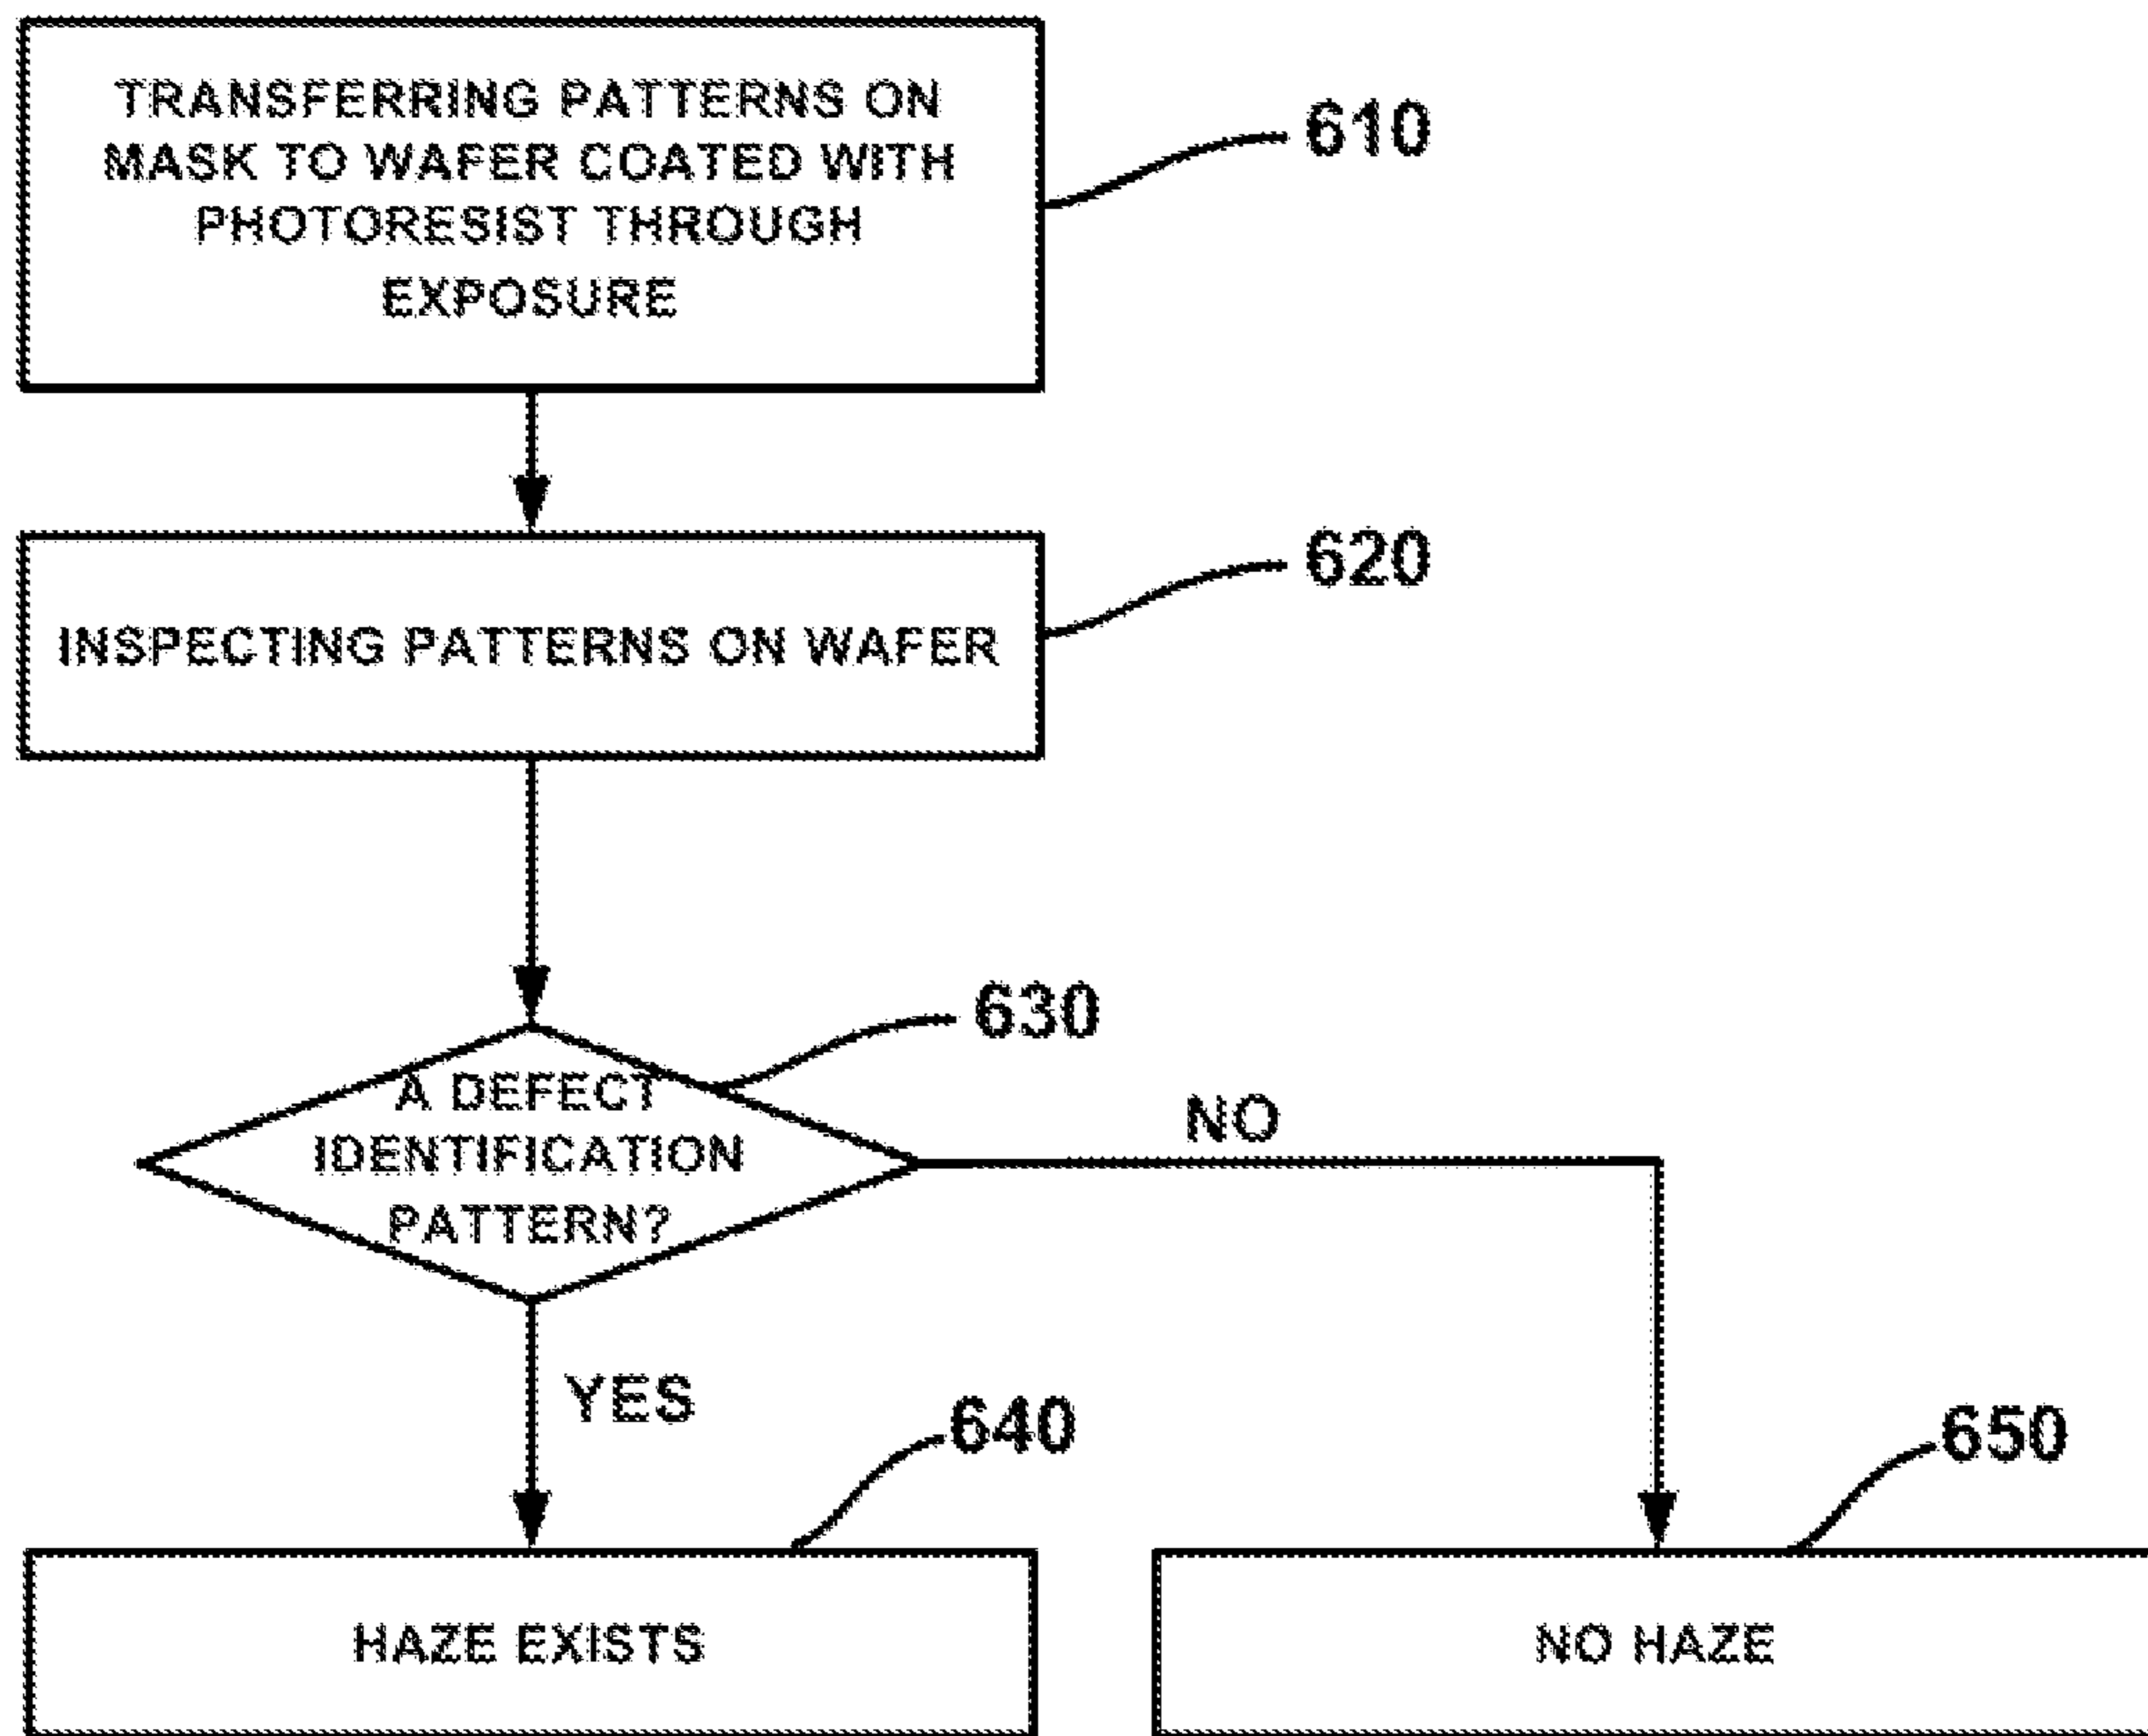 TRANSFERRING PATTERNS ON
MASK TO WAFER COATED WITH
PHOTORESIST THROUGH
EXPOSURE
610
INSPECTING PATTERNS ON WAFER
620
A DEFECT
IDENTIFICATION
PATTERN?
630
NO
YES
640
HAZE EXISTS
650
NO HAZE